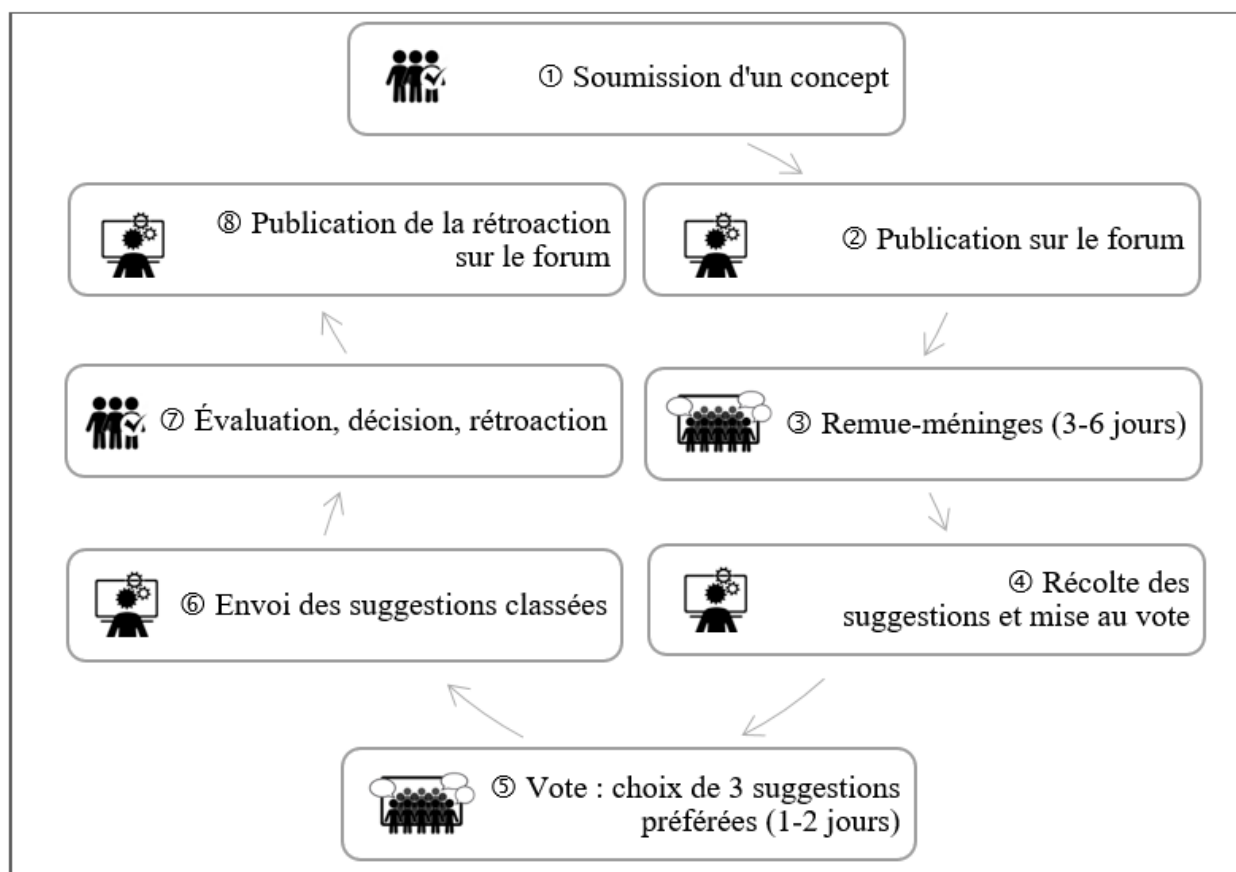 ① Soumission d'un concept
② Publication sur le forum
③ Remue-méninges (3-6 jours)
④ Récolte des
suggestions et mise au vote
⑤ Vote : choix de 3 suggestions
préférées (1-2 jours)
⑥ Envoi des suggestions classées
⑦ Évaluation, décision, rétroaction
⑧ Publication de la rétroaction
sur le forum